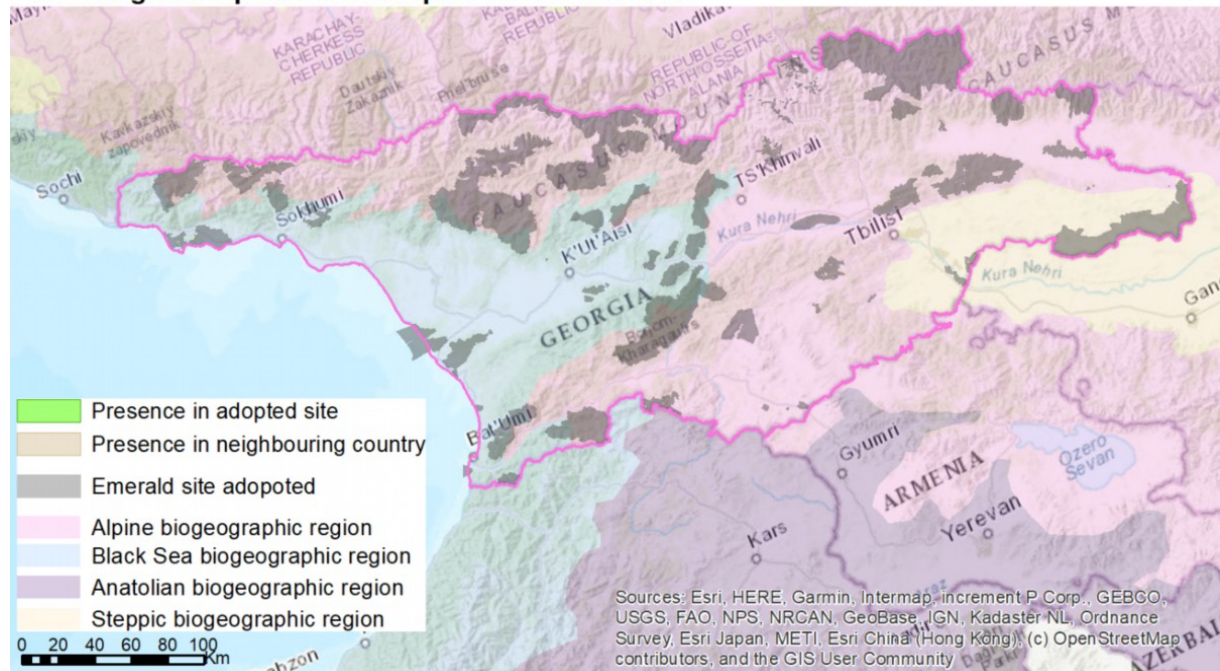 KARACHAY-
CHERKESS
REPUBLIC
REPUBLIC OF
NORTH OSSETIA-
ALANIA
Vladika
CAUCASUS M
Dautskiy
Zakaznik
Kavkazskiy
zapovednik
skiy
Sochi
CAUCASUS MOUNTAINS
Sokhumi
Ts'Khinvali
K'Ut'Aisi
Kura Nehri
Tbilisi
Kura Nehri
GEORGIA
Gan
Bat'Umi
Gyumri
ARMENIA
Ozero
Sevan
Yerevan
Kars
abzon
ZERBAI
Presence in adopted site
Presence in neighbouring country
Emerald site adopoted
Alpine biogeographic region
Black Sea biogeographic region
Anatolian biogeographic region
Steppic biogeographic region
0 20 40 60 80 100
Km
Sources: Esri, HERE, Garmin, Intermap, increment P Corp., GEBCO,
USGS, FAO, NPS, NRCAN, GeoBase, IGN, Kadaster NL, Ordnance
Survey, Esri Japan, METI, Esri China (Hong Kong), (c) OpenStreetMap
contributors, and the GIS User Community